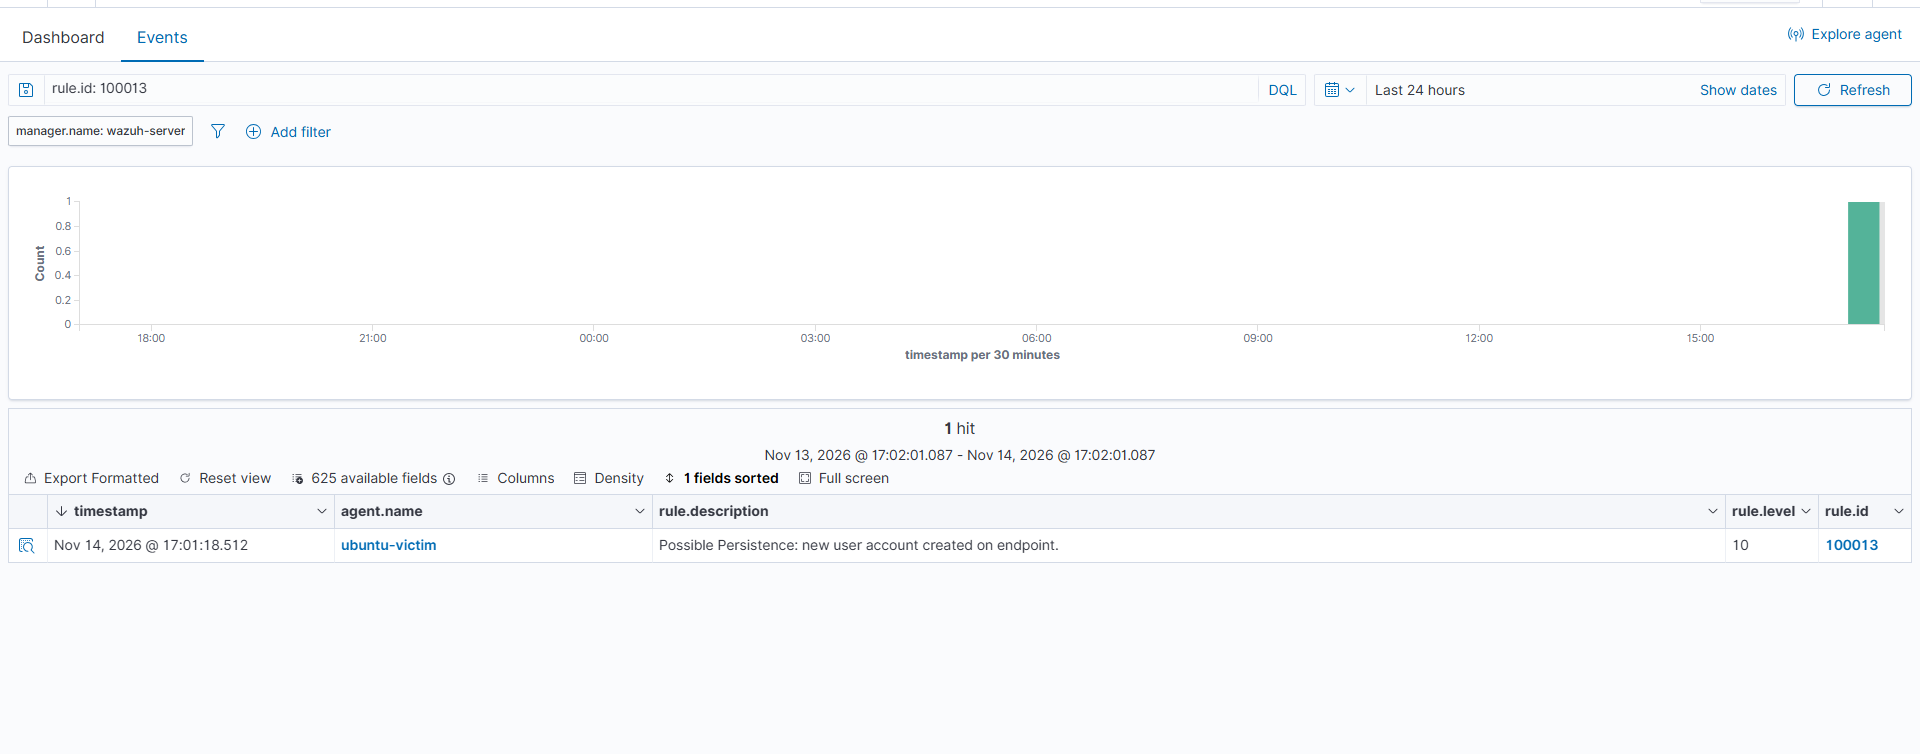 Dashboard Events Explore agent
rule.id: 100013 DQL Last 24 hours Show dates Refresh
manager.name: wazuh-server Add filter
1
0.8
0.6
0.4
0.2
0
Count
18:00 21:00 00:00 03:00 06:00 09:00 12:00 15:00
timestamp per 30 minutes
1 hit
Nov 13, 2026 @ 17:02:01.087 - Nov 14, 2026 @ 17:02:01.087
Export Formatted Reset view 625 available fields Columns Density 1 fields sorted Full screen
timestamp agent.name rule.description rule.level rule.id
Nov 14, 2026 @ 17:01:18.512 ubuntu-victim Possible Persistence: new user account created on endpoint. 10 100013